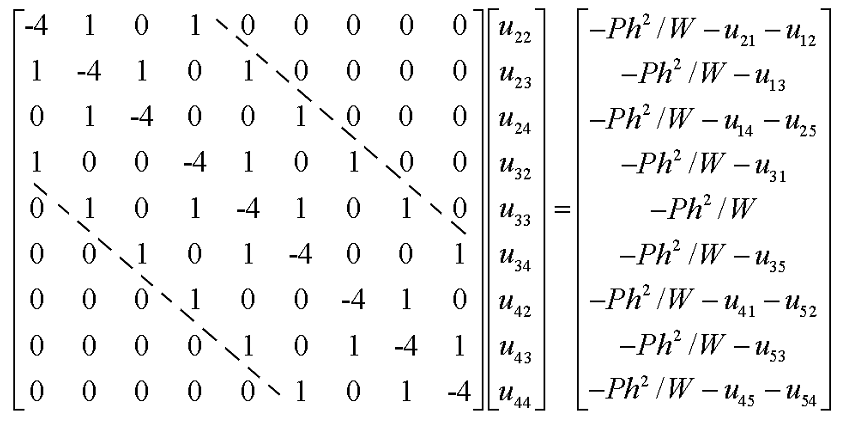 -4 1 0 1 0 0 0 0 0 u₂₂ –Ph²/W – u₂₁ – u₁₂
1 -4 1 0 1 0 0 0 0 u₂₃ –Ph²/W – u₁₃
0 1 -4 0 0 1 0 0 0 u₂₄ –Ph²/W – u₁₄ – u₂₅
1 0 0 -4 1 0 1 0 0 u₃₂ –Ph²/W – u₃₁
0 1 0 1 -4 1 0 1 0 u₃₃ = –Ph²/W
0 0 1 0 1 -4 0 0 1 u₃₄ –Ph²/W – u₃₅
0 0 0 1 0 0 -4 1 0 u₄₂ –Ph²/W – u₄₁ – u₅₂
0 0 0 0 1 0 1 -4 1 u₄₃ –Ph²/W – u₅₃
0 0 0 0 0 1 0 1 -4 u₄₄ –Ph²/W – u₄₅ – u₅₄